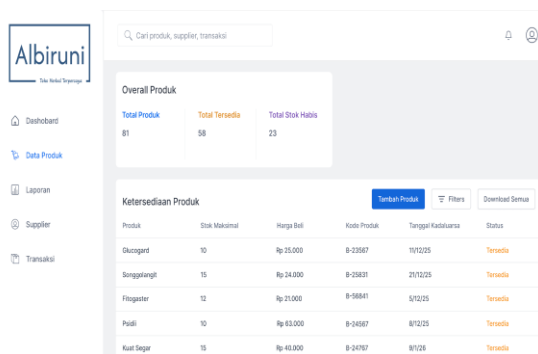 Albiruni
Toko Herbal Terpercaya
Cari produk, supplier, transaksi
Dashobard
Data Produk
Laporan
Supplier
Transaksi
Overall Produk
Total Produk Total Tersedia Total Stok Habis
81 58 23
Ketersediaan Produk Tambah Produk Filters Download Semua
Produk Stok Maksimal Harga Beli Kode Produk Tanggal Kadaluarsa Status
Glucogard 10 Rp 25.000 B-23567 11/12/25 Tersedia
Songgolangit 15 Rp 24.000 B-25831 21/12/25 Tersedia
Fitogaster 12 Rp 21.000 B-56841 5/12/25 Tersedia
Psidii 10 Rp 63.000 B-24567 8/12/25 Tersedia
Kuat Segar 15 Rp 40.000 B-24767 9/1/26 Tersedia